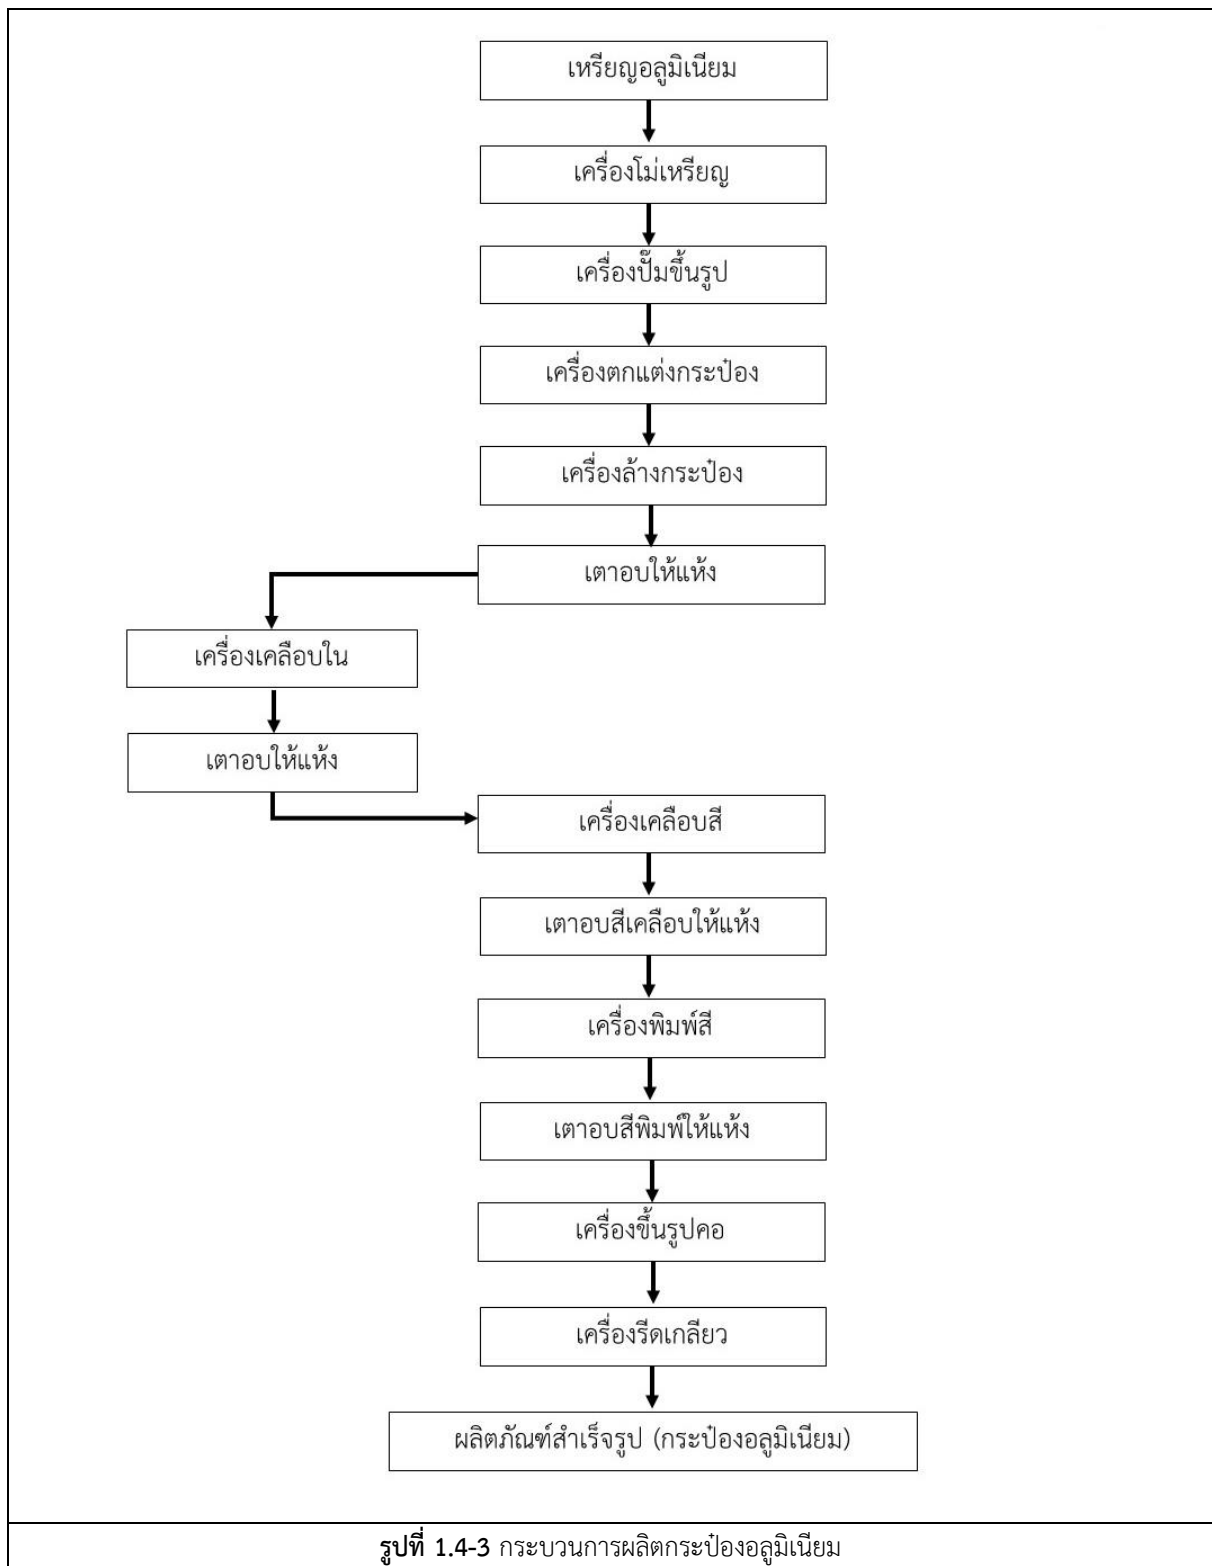 เหรียญอลูมิเนียม
เครื่องโม่เหรียญ
เครื่องปั๊มขึ้นรูป
เครื่องตกแต่งกระป๋อง
เครื่องล้างกระป๋อง
เตาอบให้แห้ง
เครื่องเคลือบใน
เตาอบให้แห้ง
เครื่องเคลือบสี
เตาอบสีเคลือบให้แห้ง
เครื่องพิมพ์สี
เตาอบสีพิมพ์ให้แห้ง
เครื่องขึ้นรูปคอ
เครื่องรีดเกลียว
ผลิตภัณฑ์สำเร็จรูป (กระป๋องอลูมิเนียม)
รูปที่ 1.4-3 กระบวนการผลิตกระป๋องอลูมิเนียม